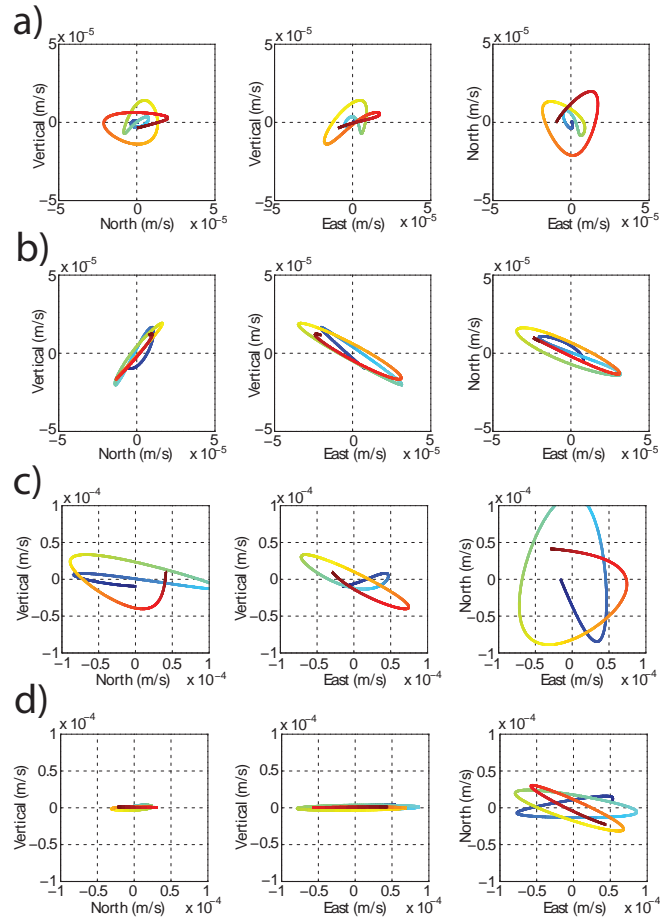 a)
x 10⁻⁵ x 10⁻⁵ x 10⁻⁵
5 5 5
Vertical (m/s) Vertical (m/s) North (m/s)
0 0 0
−5 −5 −5
−5 0 5 −5 0 5 −5 0 5
North (m/s) x 10⁻⁵ East (m/s) x 10⁻⁵ East (m/s) x 10⁻⁵
b)
x 10⁻⁵ x 10⁻⁵ x 10⁻⁵
5 5 5
Vertical (m/s) Vertical (m/s) North (m/s)
0 0 0
−5 −5 −5
−5 0 5 −5 0 5 −5 0 5
North (m/s) x 10⁻⁵ East (m/s) x 10⁻⁵ East (m/s) x 10⁻⁵
c)
x 10⁻⁴ x 10⁻⁴ x 10⁻⁴
1 1 1
0.5 0.5 0.5
Vertical (m/s) Vertical (m/s) North (m/s)
0 0 0
−0.5 −0.5 −0.5
−1 −1 −1
−1 −0.5 0 0.5 1 −1 −0.5 0 0.5 1 −1 −0.5 0 0.5 1
North (m/s) x 10⁻⁴ East (m/s) x 10⁻⁴ East (m/s) x 10⁻⁴
d)
x 10⁻⁴ x 10⁻⁴ x 10⁻⁴
1 1 1
0.5 0.5 0.5
Vertical (m/s) Vertical (m/s) North (m/s)
0 0 0
−0.5 −0.5 −0.5
−1 −1 −1
−1 −0.5 0 0.5 1 −1 −0.5 0 0.5 1 −1 −0.5 0 0.5 1
North (m/s) x 10⁻⁴ East (m/s) x 10⁻⁴ East (m/s) x 10⁻⁴